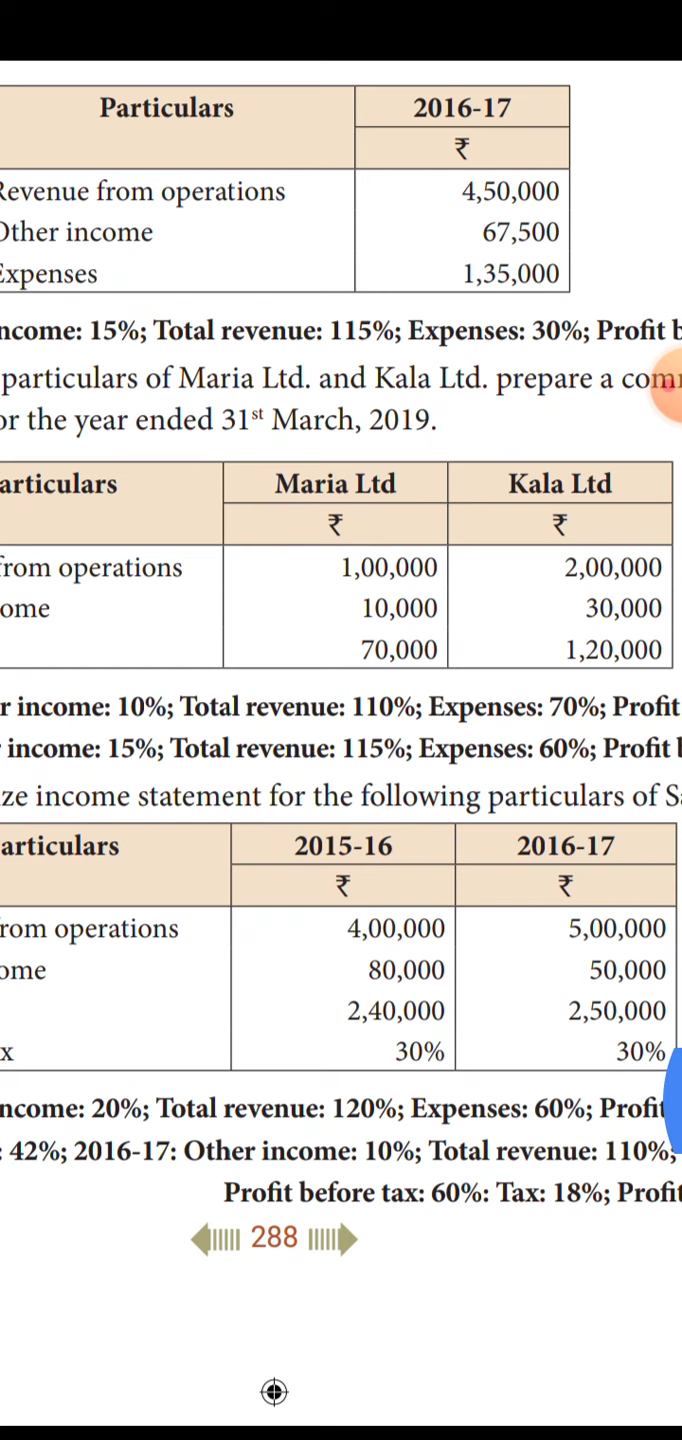 Particulars 2016-17
₹
Revenue from operations 4,50,000
Other income 67,500
Expenses 1,35,000
ncome: 15%; Total revenue: 115%; Expenses: 30%; Profit b
particulars of Maria Ltd. and Kala Ltd. prepare a com
or the year ended 31st March, 2019.
articulars Maria Ltd Kala Ltd
₹ ₹
from operations 1,00,000 2,00,000
ome 10,000 30,000
70,000 1,20,000
r income: 10%; Total revenue: 110%; Expenses: 70%; Profit
income: 15%; Total revenue: 115%; Expenses: 60%; Profit b
ze income statement for the following particulars of S
articulars 2015-16 2016-17
₹ ₹
rom operations 4,00,000 5,00,000
ome 80,000 50,000
2,40,000 2,50,000
x 30% 30%
ncome: 20%; Total revenue: 120%; Expenses: 60%; Profit
: 42%; 2016-17: Other income: 10%; Total revenue: 110%;
Profit before tax: 60%: Tax: 18%; Profit
288